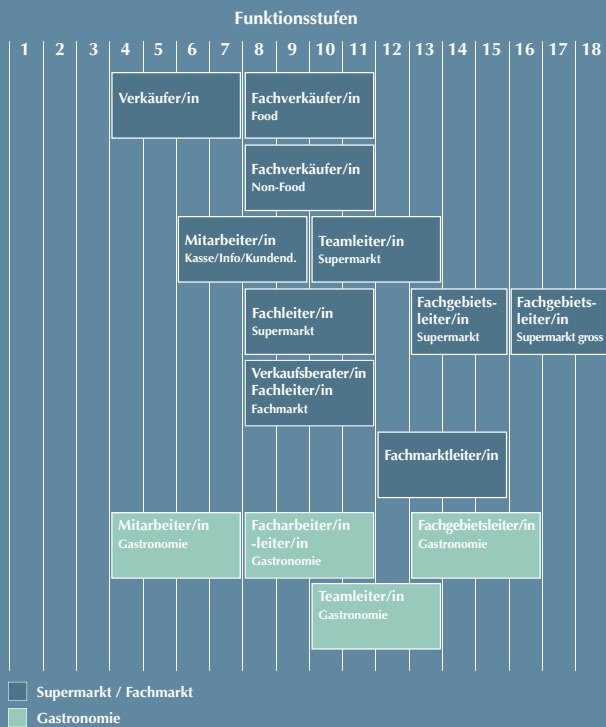 Funktionsstufen
1 2 3 4 5 6 7 8 9 10 11 12 13 14 15 16 17 18
Verkäufer/in
Fachverkäufer/in
Food
Fachverkäufer/in
Non-Food
Mitarbeiter/in
Kasse/Info/Kundend.
Teamleiter/in
Supermarkt
Fachleiter/in
Supermarkt
Fachgebiets-
leiter/in
Supermarkt
Fachgebiets-
leiter/in
Supermarkt gross
Verkaufsberater/in
Fachleiter/in
Fachmarkt
Fachmarktleiter/in
Mitarbeiter/in
Gastronomie
Facharbeiter/in
-leiter/in
Gastronomie
Fachgebietsleiter/in
Gastronomie
Teamleiter/in
Gastronomie
Supermarkt / Fachmarkt
Gastronomie